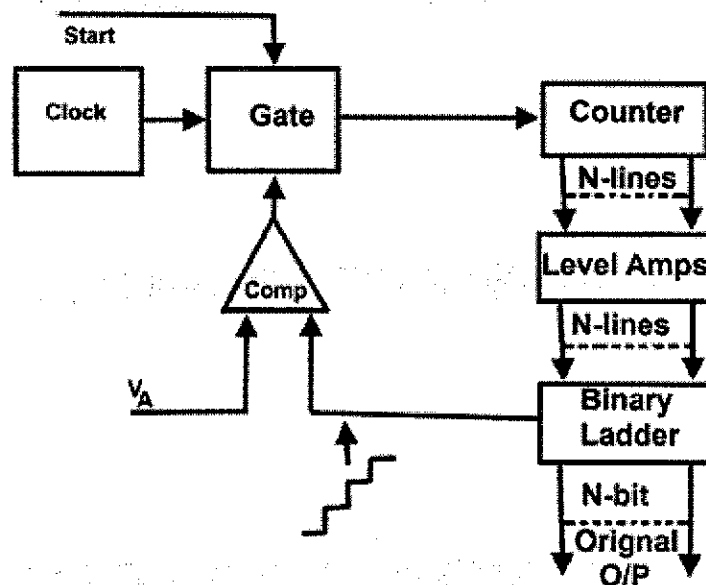 Start
Clock
Gate
Counter
N-lines
Level Amps
Comp
N-lines
VA
Binary
Ladder
N-bit
Orignal
O/P